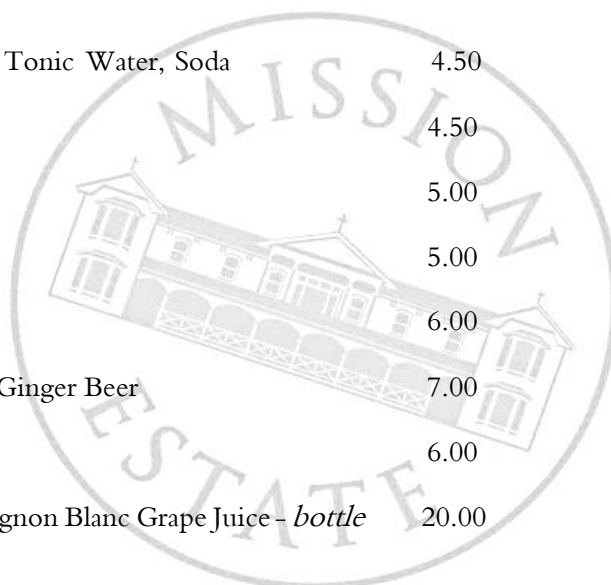 Tonic Water, Soda 4.50
4.50
5.00
5.00
6.00
Ginger Beer 7.00
6.00
gnon Blanc Grape Juice - bottle 20.00
MISSION
ESTATE